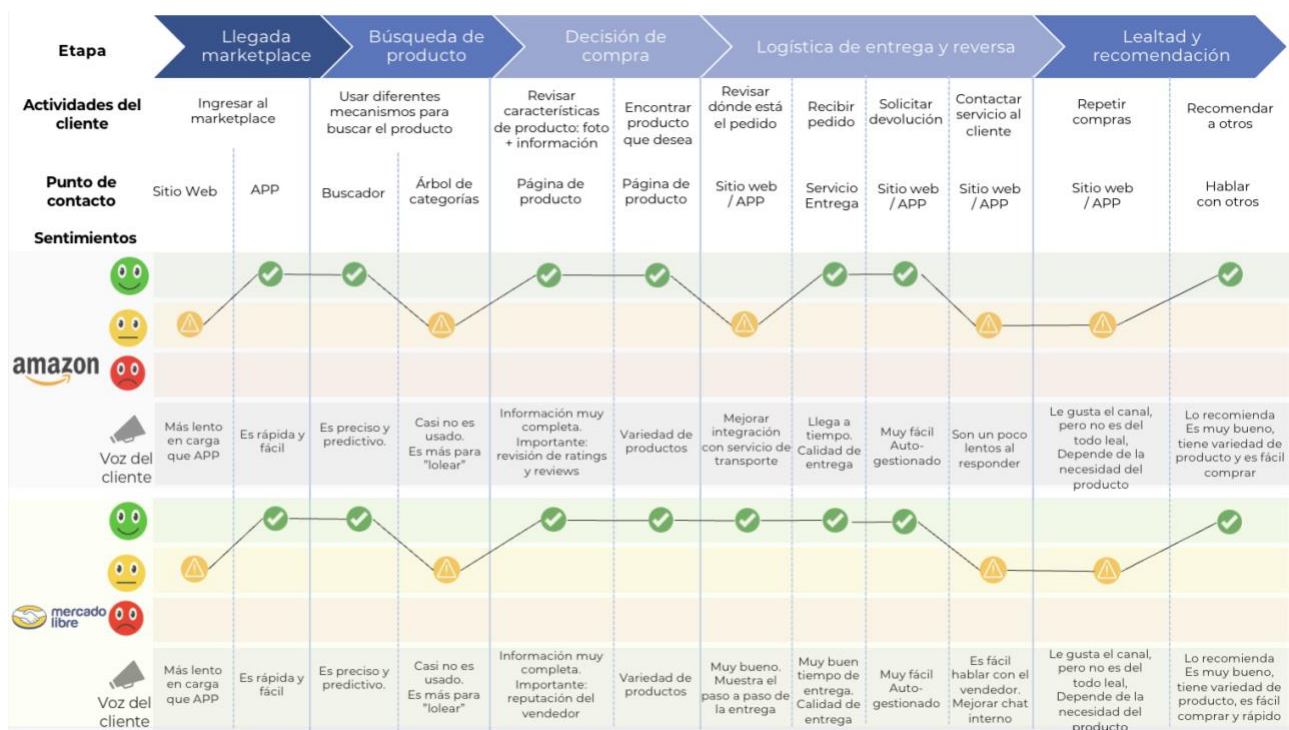 Etapa
Llegada
marketplace
Búsqueda de
producto
Decisión de
compra
Logística de entrega y reversa
Lealtad y
recomendación
Actividades del
cliente
Ingresar al
marketplace
Usar diferentes
mecanismos para
buscar el producto
Revisar
características
de producto: foto
+ información
Encontrar
producto
que desea
Revisar
dónde está
el pedido
Recibir
pedido
Solicitar
devolución
Contactar
servicio al
cliente
Repetir
compras
Recomendar
a otros
Punto de
contacto
Sitio Web
APP
Buscador
Árbol de
categorías
Página de
producto
Página de
producto
Sitio web
/ APP
Servicio
Entrega
Sitio web
/ APP
Sitio web
/ APP
Sitio web
/ APP
Hablar
con otros
Sentimientos
amazon
Voz del
cliente
Más lento
en carga
que APP
Es rápida y
fácil
Es preciso y
predictivo.
Casi no es
usado.
Es más para
"lolear"
Información muy
completa.
Importante:
revisión de ratings
y reviews
Variedad de
productos
Mejorar
integración
con servicio de
transporte
Llega a
tiempo.
Calidad de
entrega
Muy fácil
Auto-
gestionado
Son un poco
lentos al
responder
Le gusta el canal,
pero no es del
todo leal,
Depende de la
necesidad del
producto
Lo recomienda
Es muy bueno,
tiene variedad de
producto y es fácil
comprar
mercado
libre
Voz del
cliente
Más lento
en carga
que APP
Es rápida y
fácil
Es preciso y
predictivo.
Casi no es
usado.
Es más para
"lolear"
Información muy
completa.
Importante:
reputación del
vendedor
Variedad de
productos
Muy bueno.
Muestra el
paso a paso de
la entrega
Muy buen
tiempo de
entrega.
Calidad de
entrega
Muy fácil
Auto-
gestionado
Es fácil
hablar con el
vendedor.
Mejorar chat
interno
Le gusta el canal,
pero no es del
todo leal,
Depende de la
necesidad del
producto
Lo recomienda
Es muy bueno,
tiene variedad de
producto, es fácil
comprar y rápido